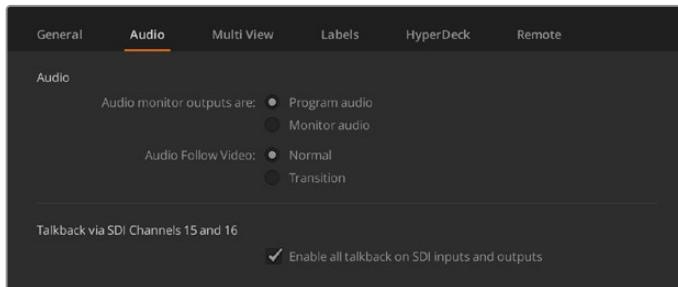 General Audio Multi View Labels HyperDeck Remote
Audio
Audio monitor outputs are: Program audio
Monitor audio
Audio Follow Video: Normal
Transition
Talkback via SDI Channels 15 and 16
Enable all talkback on SDI inputs and outputs